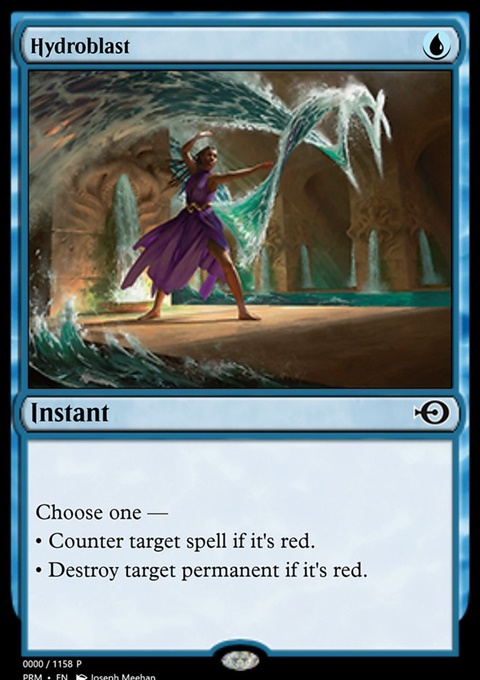 Hydroblast
Instant
Choose one —
• Counter target spell if it's red.
• Destroy target permanent if it's red.
0000 / 1158 P
PRM • EN Joseph Meehan